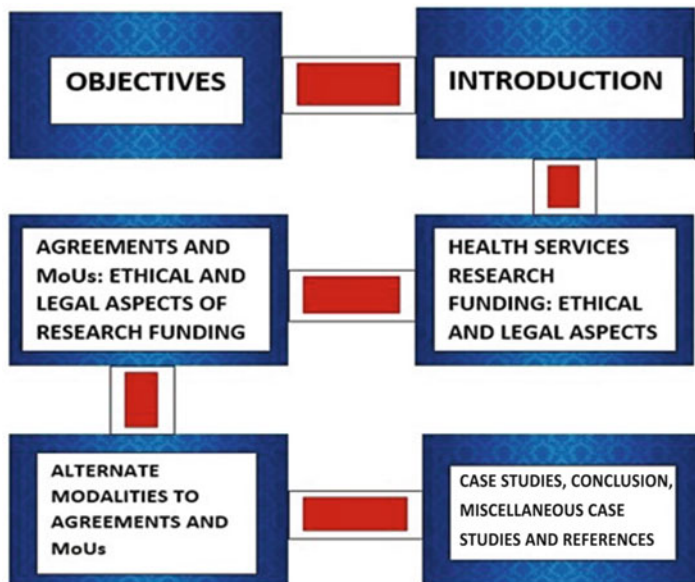 OBJECTIVES
INTRODUCTION
HEALTH SERVICES
RESEARCH
FUNDING: ETHICAL
AND LEGAL ASPECTS
AGREEMENTS AND
MoUs: ETHICAL AND
LEGAL ASPECTS OF
RESEARCH FUNDING
ALTERNATE
MODALITIES TO
AGREEMENTS AND
MoUs
CASE STUDIES, CONCLUSION,
MISCELLANEOUS CASE
STUDIES AND REFERENCES